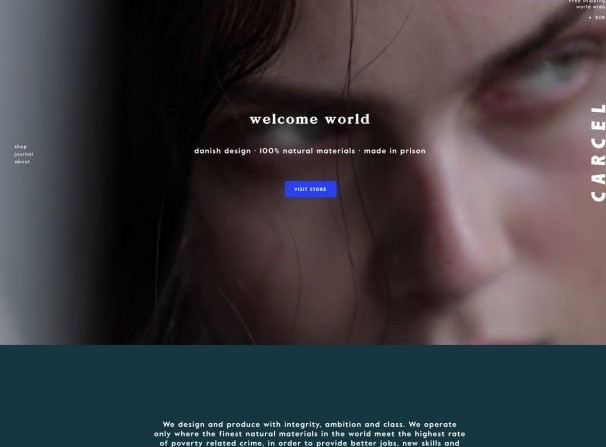 Free shipping
world wide
EUR
welcome world
danish design · 100% natural materials · made in prison
VISIT STORE
shop
journal
about
CARCEL
We design and produce with integrity, ambition and class. We operate
only where the finest natural materials in the world meet the highest rate
of poverty related crime, in order to provide better jobs, new skills and